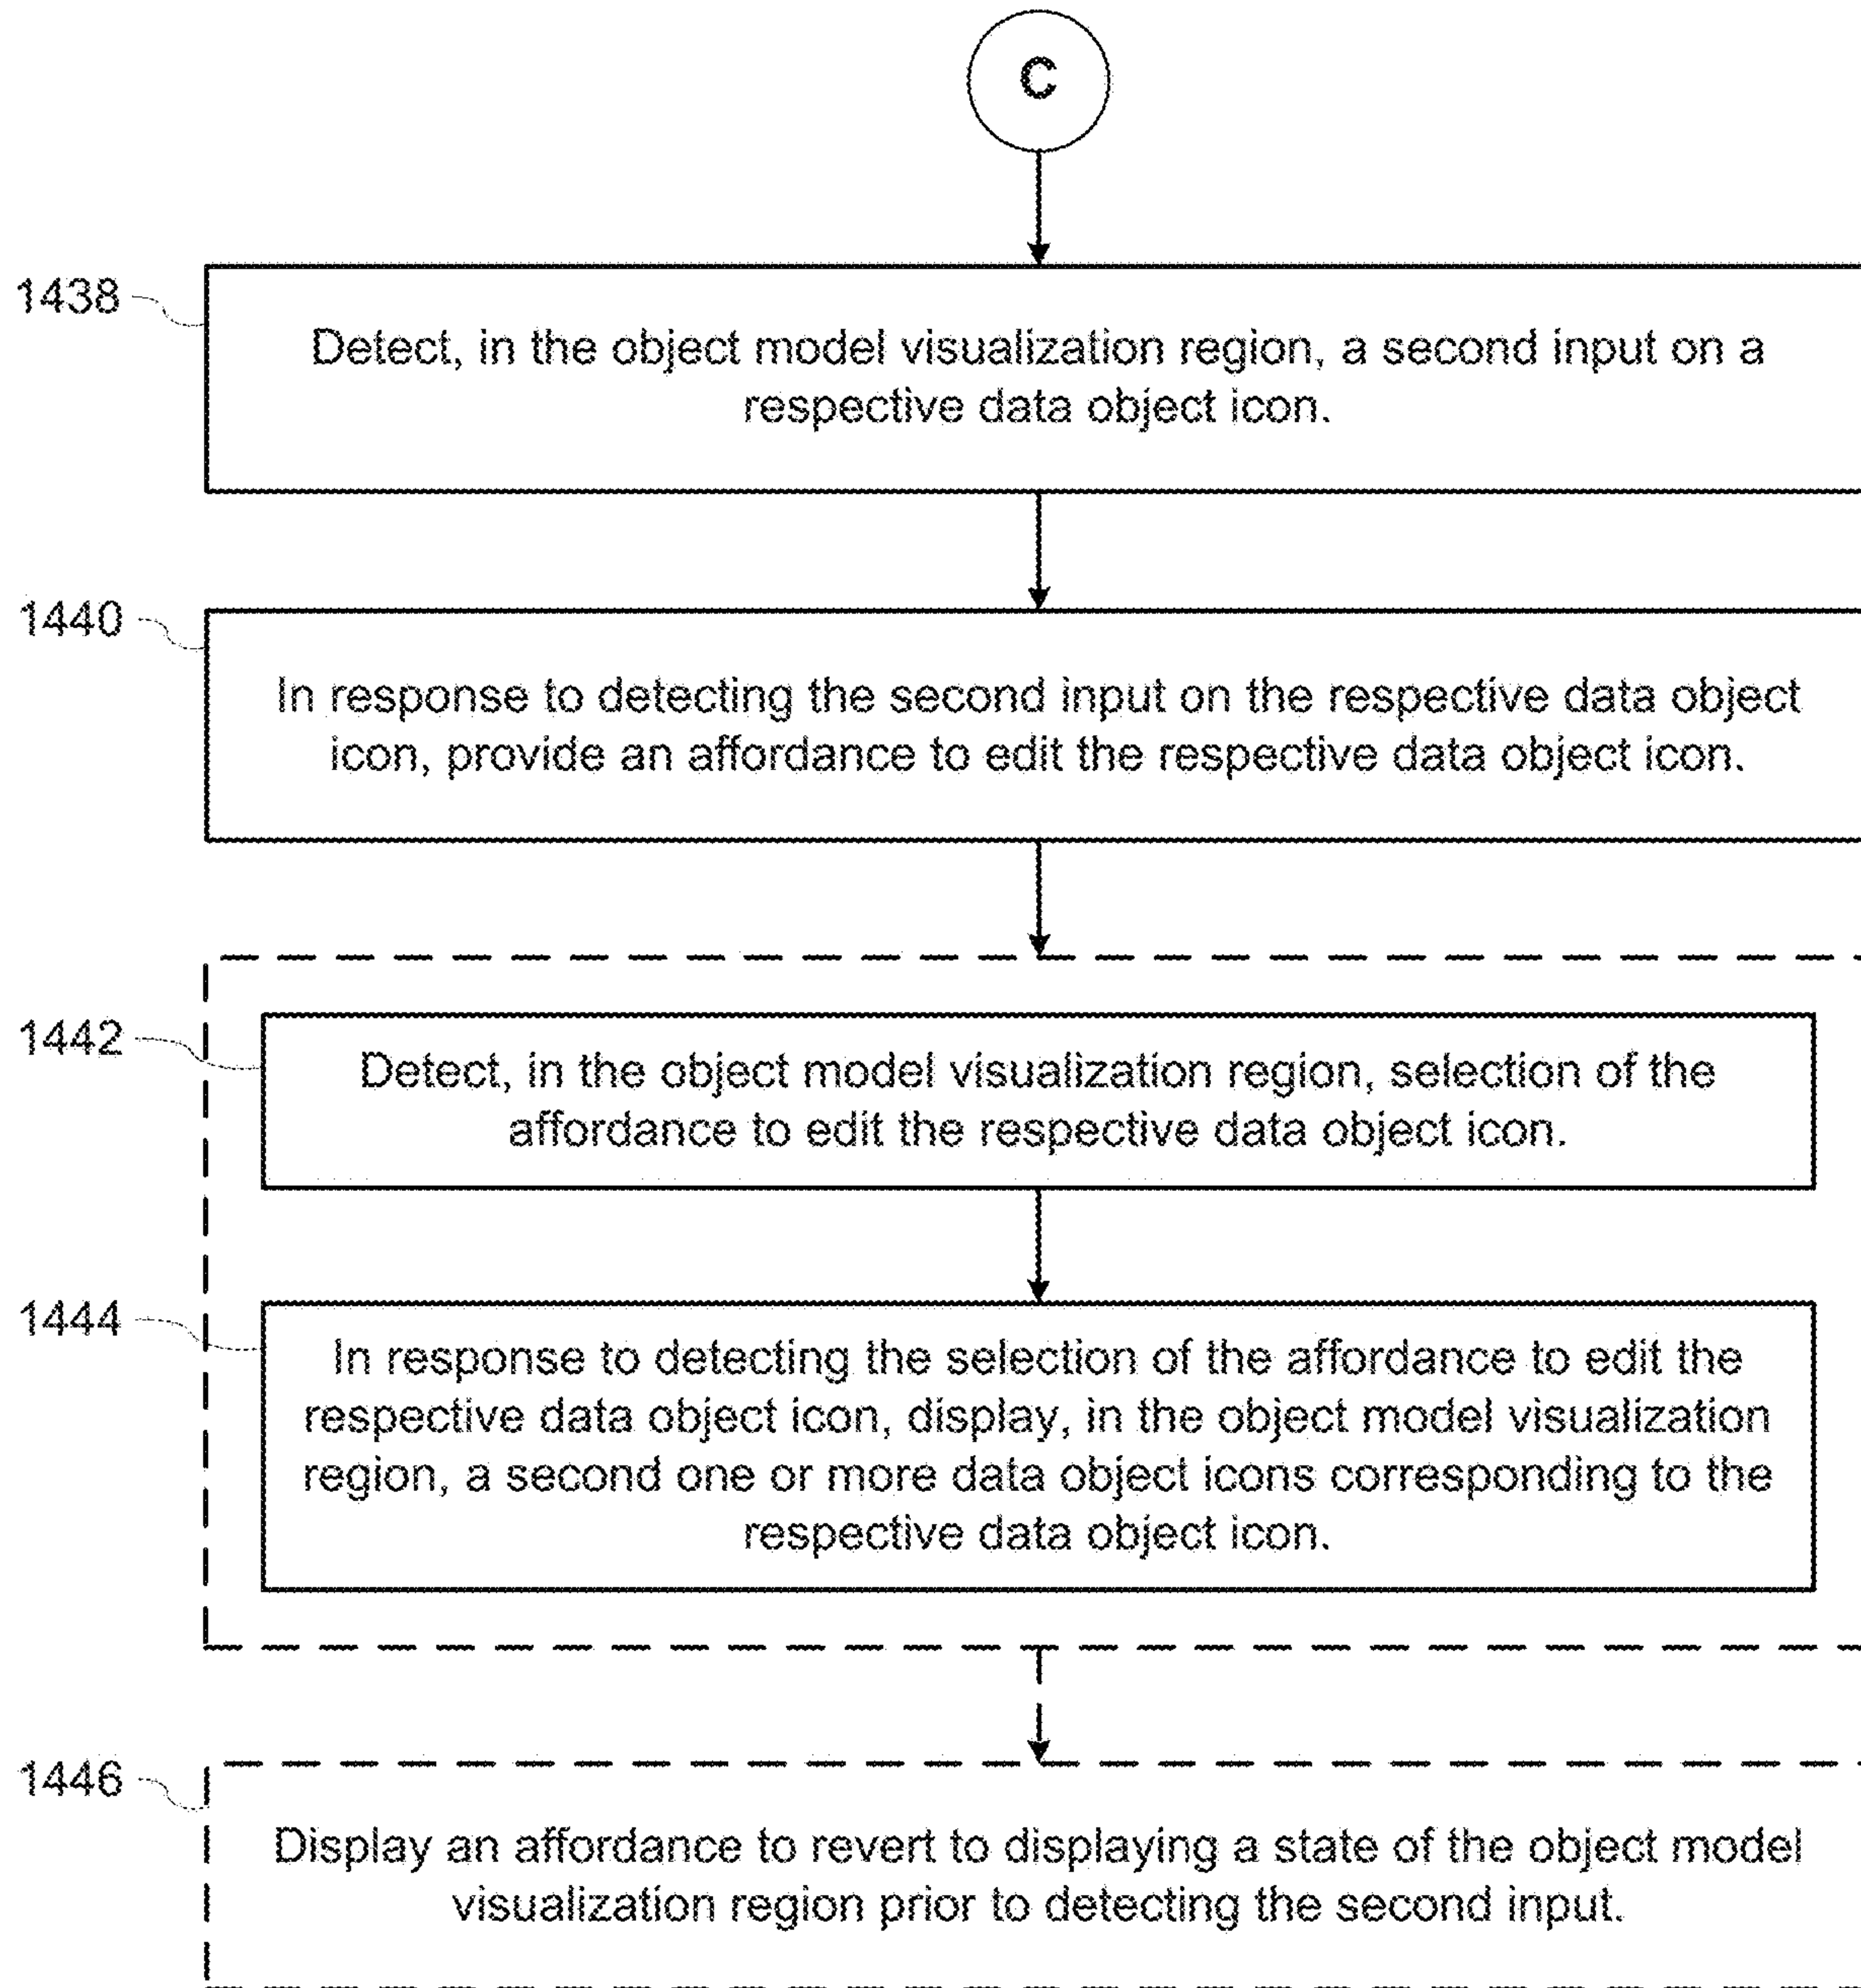 C
1438
Detect, in the object model visualization region, a second input on a
respective data object icon.
1440
In response to detecting the second input on the respective data object
icon, provide an affordance to edit the respective data object icon.
1442
Detect, in the object model visualization region, selection of the
affordance to edit the respective data object icon.
1444
In response to detecting the selection of the affordance to edit the
respective data object icon, display, in the object model visualization
region, a second one or more data object icons corresponding to the
respective data object icon.
1446
Display an affordance to revert to displaying a state of the object model
visualization region prior to detecting the second input.